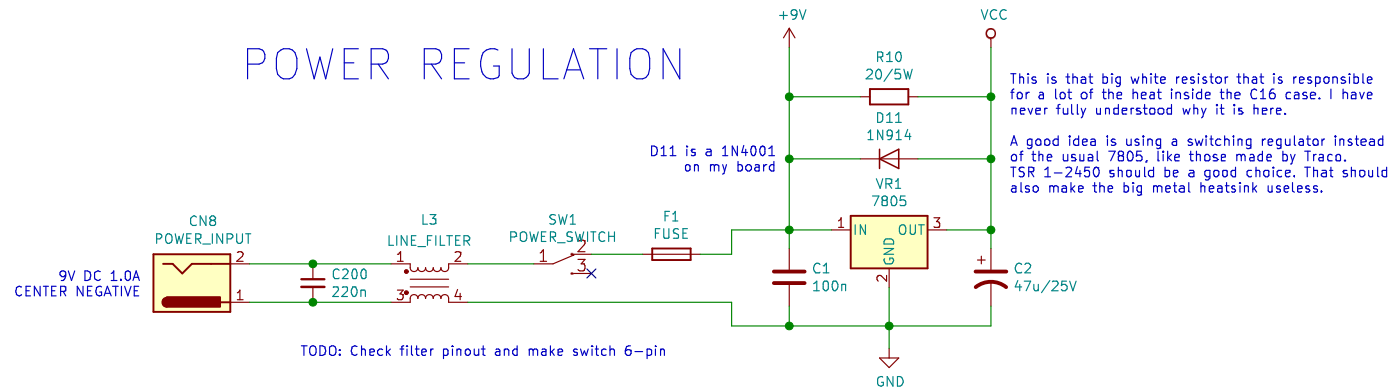 POWER REGULATION
+9V
VCC
R10
20/5W
D11
1N914
D11 is a 1N4001
on my board
VR1
7805
1
IN
OUT
3
GND
2
This is that big white resistor that is responsible
for a lot of the heat inside the C16 case. I have
never fully understood why it is here.
A good idea is using a switching regulator instead
of the usual 7805, like those made by Traco.
TSR 1-2450 should be a good choice. That should
also make the big metal heatsink useless.
CN8
POWER_INPUT
2
1
9V DC 1.0A
CENTER NEGATIVE
C200
220n
L3
LINE_FILTER
1
2
3
4
SW1
POWER_SWITCH
1
2
3
F1
FUSE
C1
100n
+
C2
47u/25V
TODO: Check filter pinout and make switch 6-pin
GND